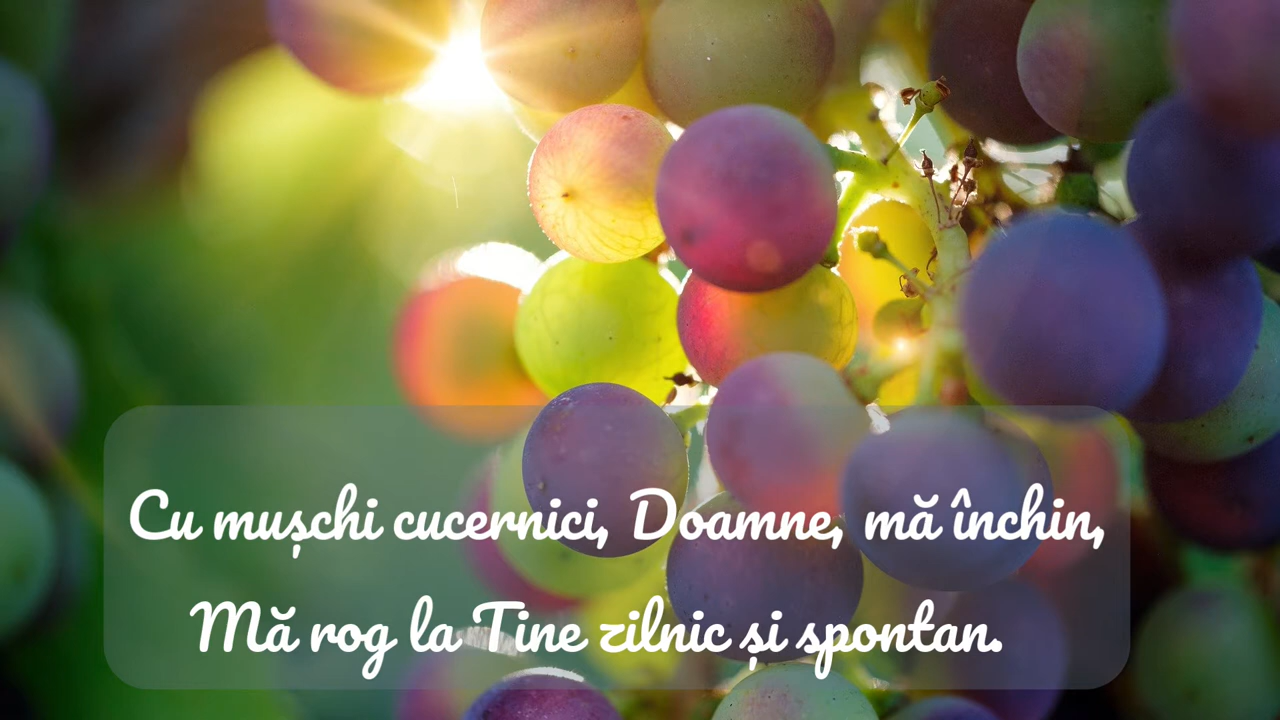 Cu mușchi cucernici, Doamne, mă închin,
Mă rog la Tine zilnic și spontan.